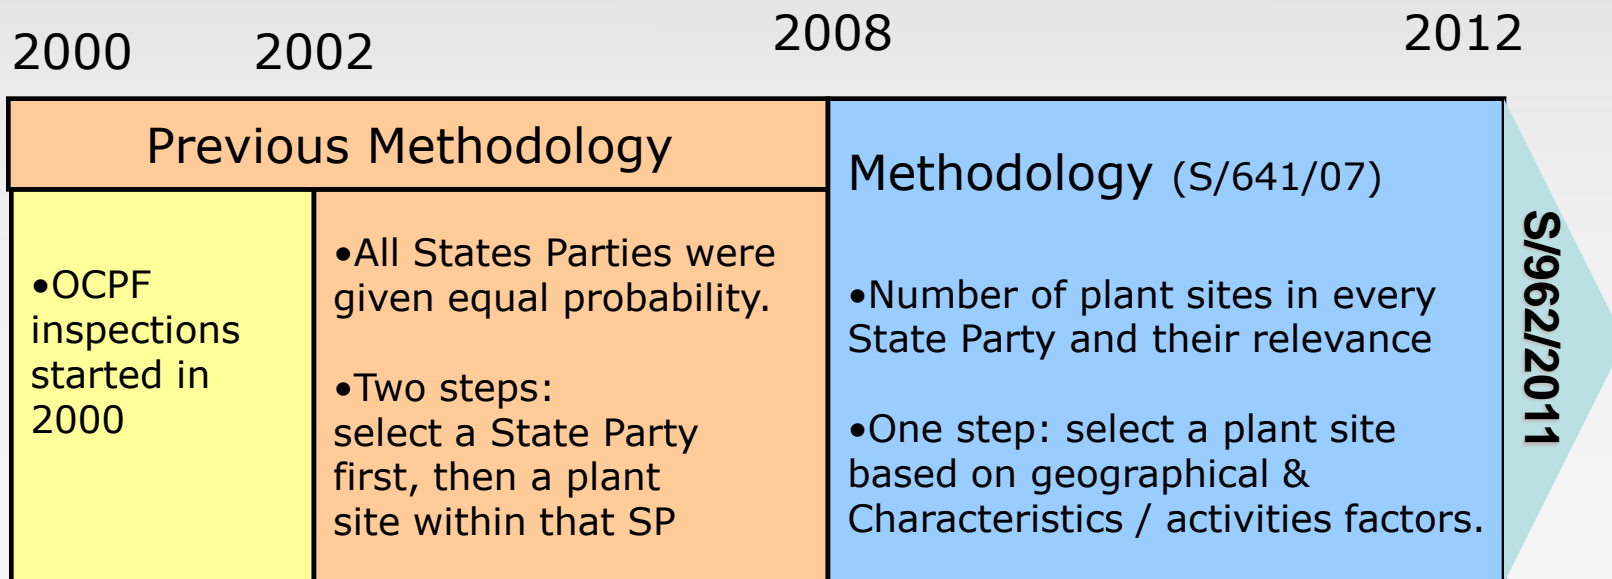 2000 2002 2008 2012
Previous Methodology
•OCPF
inspections
started in
2000
•All States Parties were
given equal probability.
•Two steps:
select a State Party
first, then a plant
site within that SP
Methodology (S/641/07)
•Number of plant sites in every
State Party and their relevance
•One step: select a plant site
based on geographical &
Characteristics / activities factors.
S/962/2011